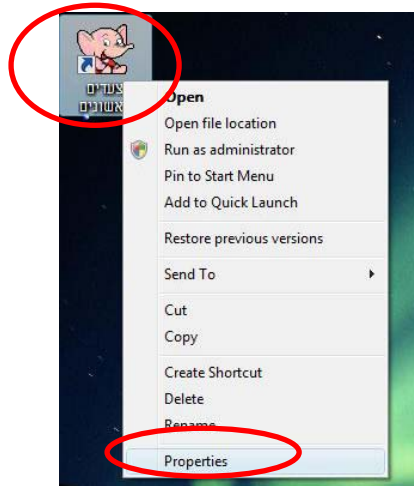 צעדים
אשונים
Open
Open file location
Run as administrator
Pin to Start Menu
Add to Quick Launch
Restore previous versions
Send To
Cut
Copy
Create Shortcut
Delete
Rename
Properties